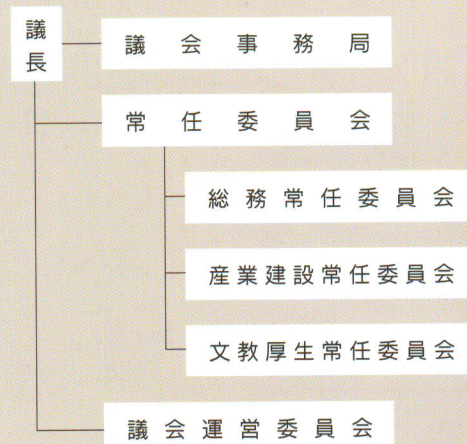 議長
議会事務局
常任委員会
総務常任委員会
産業建設常任委員会
文教厚生常任委員会
議会運営委員会